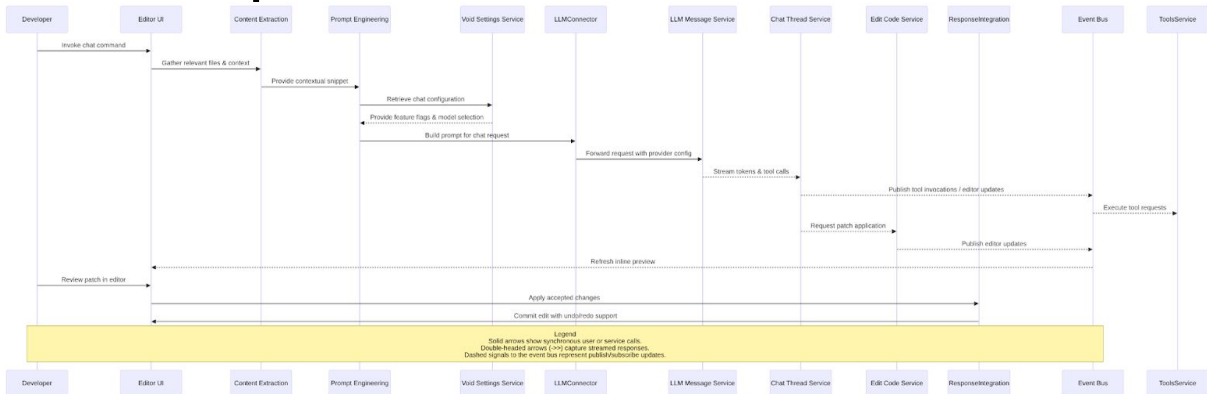 Developer
Editor UI
Content Extraction
Prompt Engineering
Void Settings Service
LLMConnector
LLM Message Service
Chat Thread Service
Edit Code Service
ResponseIntegration
Event Bus
ToolsService
Invoke chat command
Gather relevant files & context
Provide contextual snippet
Retrieve chat configuration
Provide feature flags & model selection
Build prompt for chat request
Forward request with provider config
Stream tokens & tool calls
Publish tool invocations / editor updates
Execute tool requests
Request patch application
Publish editor updates
Refresh inline preview
Review patch in editor
Apply accepted changes
Commit edit with undo/redo support
Legend
Solid arrows show synchronous user or service calls.
Double-headed arrows (->>) capture streamed responses.
Dashed signals to the event bus represent publish/subscribe updates.
Developer
Editor UI
Content Extraction
Prompt Engineering
Void Settings Service
LLMConnector
LLM Message Service
Chat Thread Service
Edit Code Service
ResponseIntegration
Event Bus
ToolsService